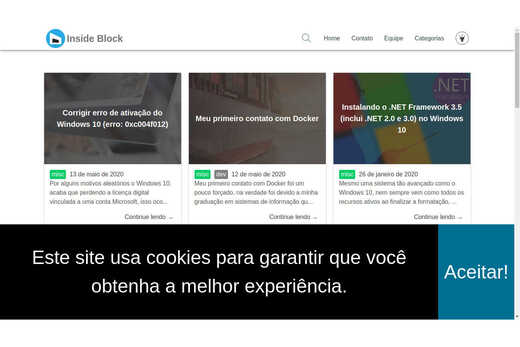 Inside Block
Home Contato Equipe Categorias
Corrigir erro de ativação do
Windows 10 (erro: 0xc004f012)
Meu primeiro contato com Docker
.NET
Instalando o .NET Framework 3.5
(inclui .NET 2.0 e 3.0) no Windows
10
misc 13 de maio de 2020
Por alguns motivos aleatórios o Windows 10,
acaba que perdendo a licença digital
vinculada a uma conta Microsoft, isso oco...
Continue lendo →
misc dev 12 de maio de 2020
Meu primeiro contato com Docker foi um
pouco forçado, na verdade foi devido a minha
graduação em sistemas de informação qu...
Continue lendo →
misc 26 de janeiro de 2020
Mesmo uma sistema tão avançado como o
Windows 10, nem sempre vem como todos os
recursos ativos ao finalizar a formatação, ...
Continue lendo →
Este site usa cookies para garantir que você
obtenha a melhor experiência.
Aceitar!